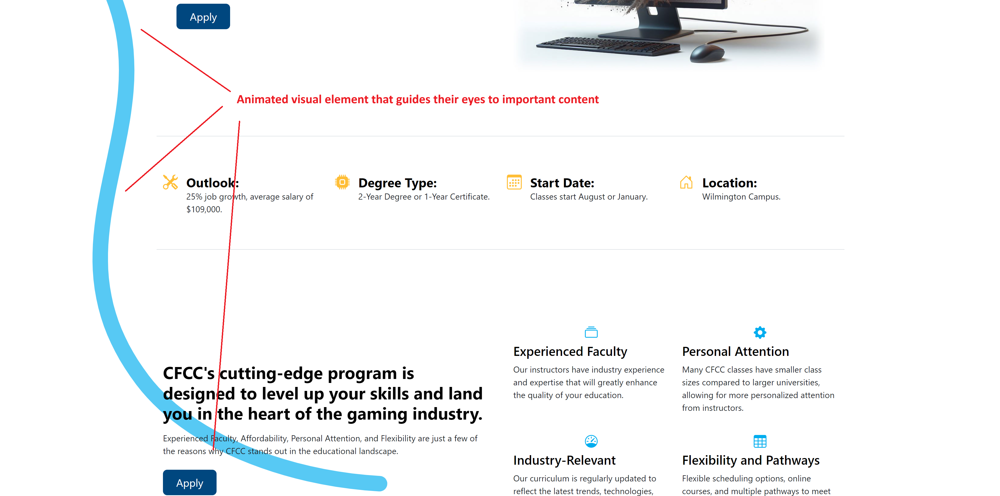 Apply
Animated visual element that guides their eyes to important content
Outlook:
25% job growth, average salary of
$109,000.
Degree Type:
2-Year Degree or 1-Year Certificate.
Start Date:
Classes start August or January.
Location:
Wilmington Campus.
CFCC's cutting-edge program is
designed to level up your skills and land
you in the heart of the gaming industry.
Experienced Faculty, Affordability, Personal Attention, and Flexibility are just a few of
the reasons why CFCC stands out in the educational landscape.
Apply
Experienced Faculty
Our instructors have industry experience
and expertise that will greatly enhance
the quality of your education.
Personal Attention
Many CFCC classes have smaller class
sizes compared to larger universities,
allowing for more personalized attention
from instructors.
Industry-Relevant
Our curriculum is regularly updated to
reflect the latest trends, technologies,
Flexibility and Pathways
Flexible scheduling options, online
courses, and multiple pathways to meet